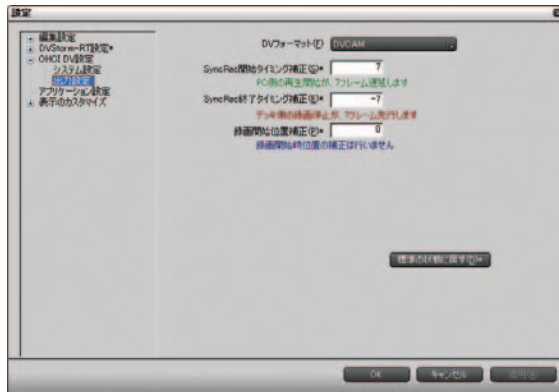 設定
編集設定
DVStorm-RT設定*
OHCI DV設定
システム設定
出力設定
アプリケーション設定
表示のカスタマイズ
DVフォーマット(F) DVCAM
SyncRec開始タイミング補正(S)* 7
PC側の再生開始が、7フレーム遅延します
SyncRec終了タイミング補正(E)* -7
デッキ側の録画停止が、7フレーム先行します
録画開始位置補正(P)* 0
録画開始時位置の補正は行いません
標準の状態に戻す(D)*
OK キャンセル 適用(A)